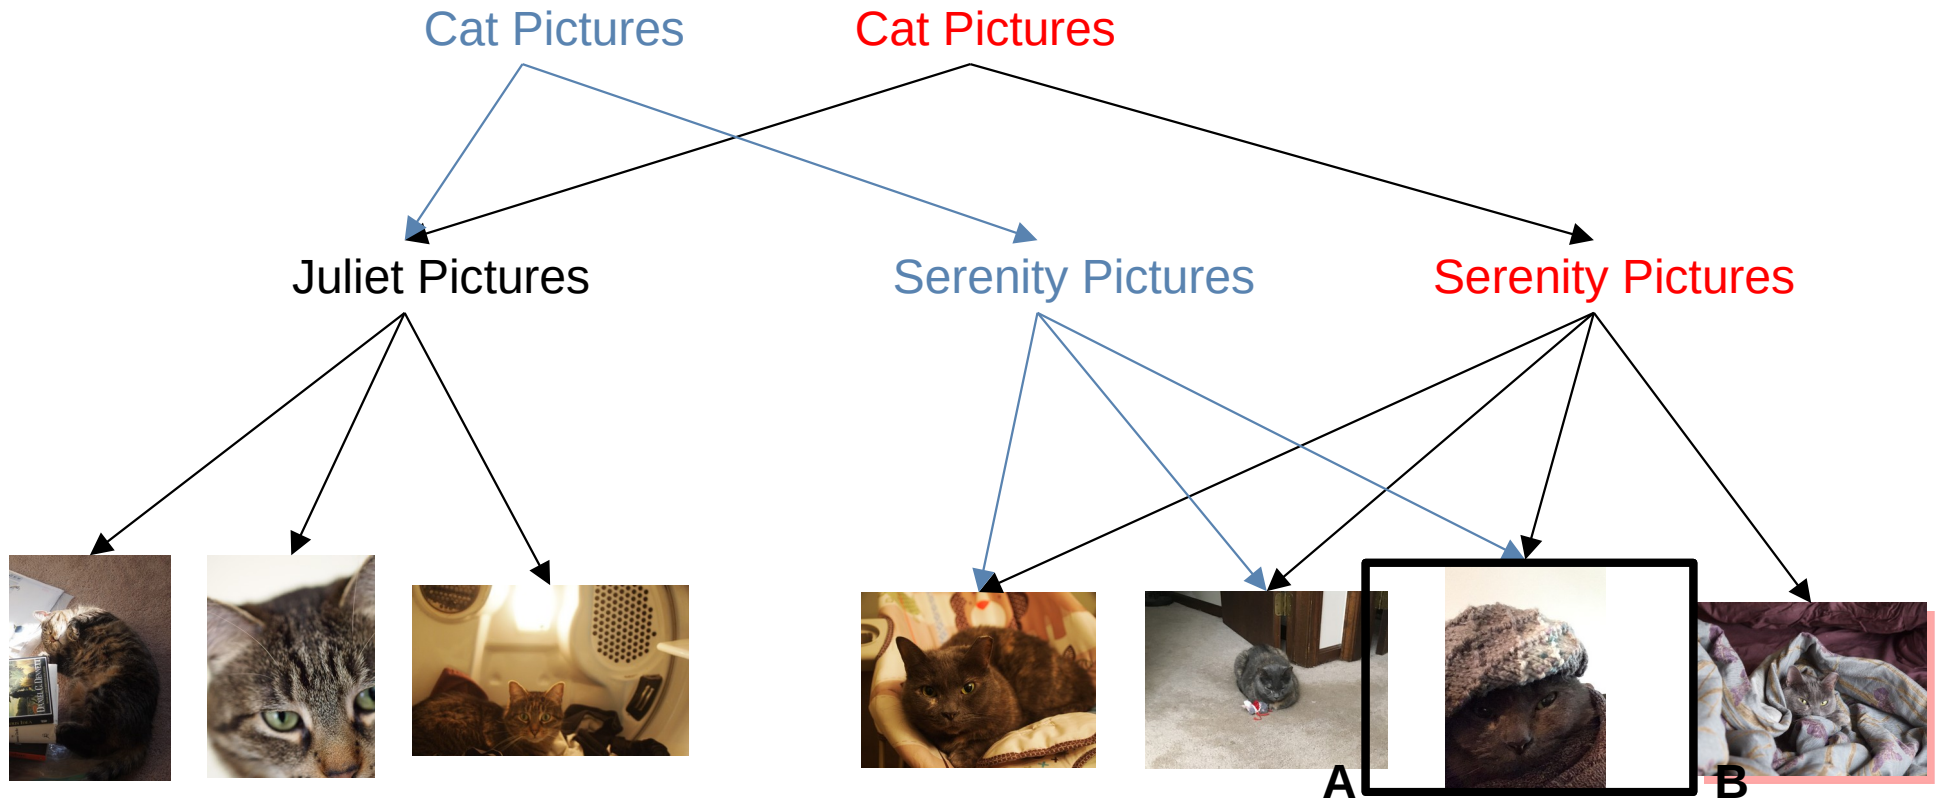 Cat Pictures
Cat Pictures
Juliet Pictures
Serenity Pictures
Serenity Pictures
A
B